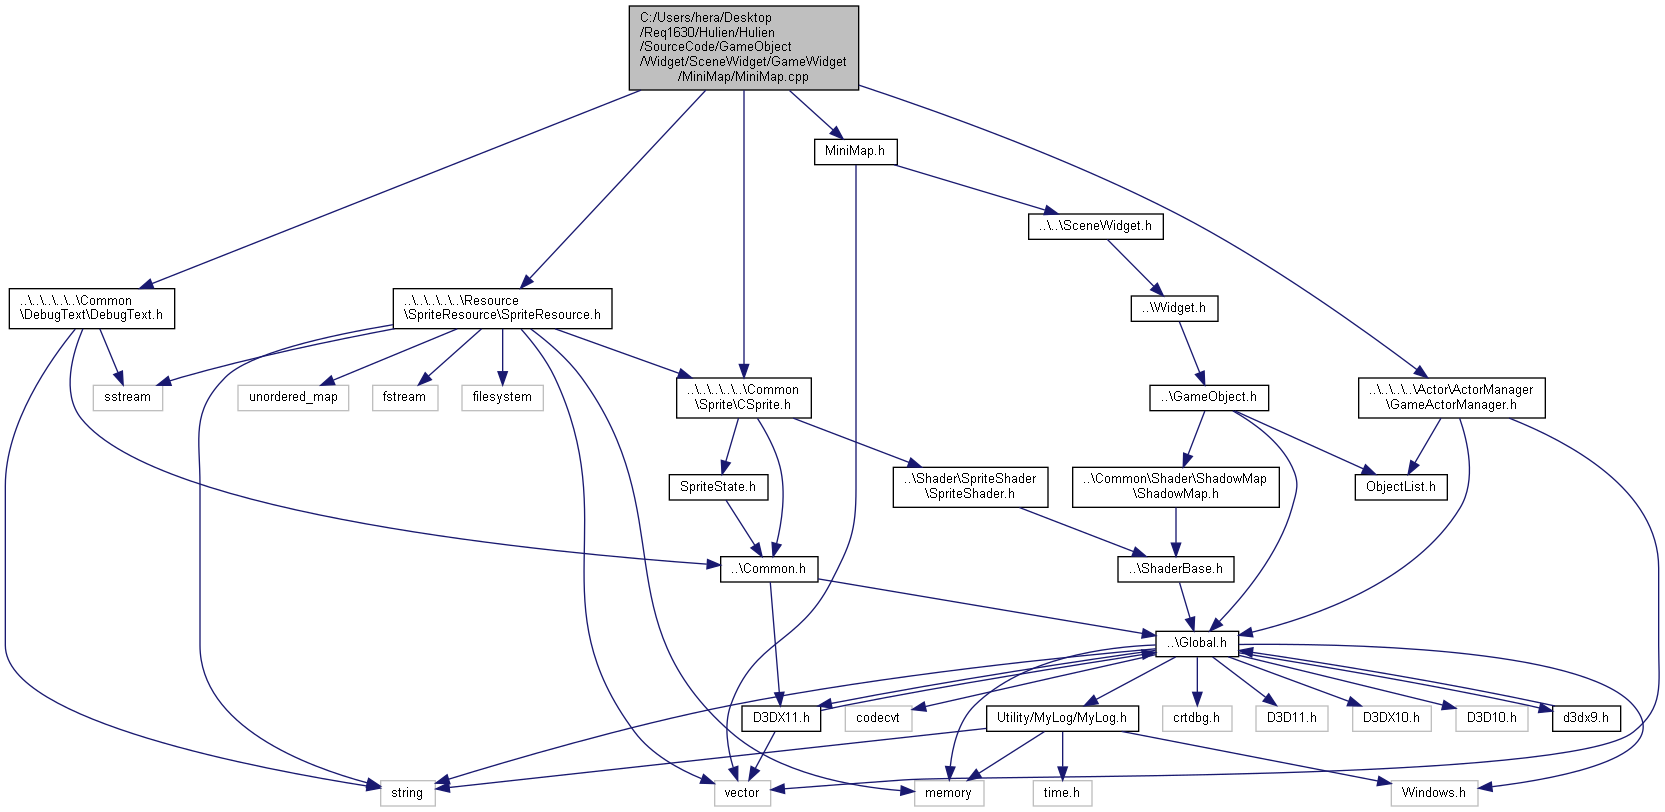 C:/Users/hera/Desktop
/Req1630/Hulien/Hulien
/SourceCode/GameObject
/Widget/SceneWidget/GameWidget
/MiniMap/MiniMap.cpp
MiniMap.h
..\..\SceneWidget.h
..\..\..\..\..\Common
\DebugText\DebugText.h
..\..\..\..\..\Resource
\SpriteResource\SpriteResource.h
..\Widget.h
sstream
unordered_map
fstream
filesystem
..\..\..\..\..\Common
\Sprite\CSprite.h
..\GameObject.h
..\..\..\..\Actor\ActorManager
\GameActorManager.h
SpriteState.h
..\Shader\SpriteShader
\SpriteShader.h
..\Common\Shader\ShadowMap
\ShadowMap.h
ObjectList.h
..\Common.h
..\ShaderBase.h
..\Global.h
D3DX11.h
codecvt
Utility/MyLog/MyLog.h
crtdbg.h
D3D11.h
D3DX10.h
D3D10.h
d3dx9.h
string
vector
memory
time.h
Windows.h